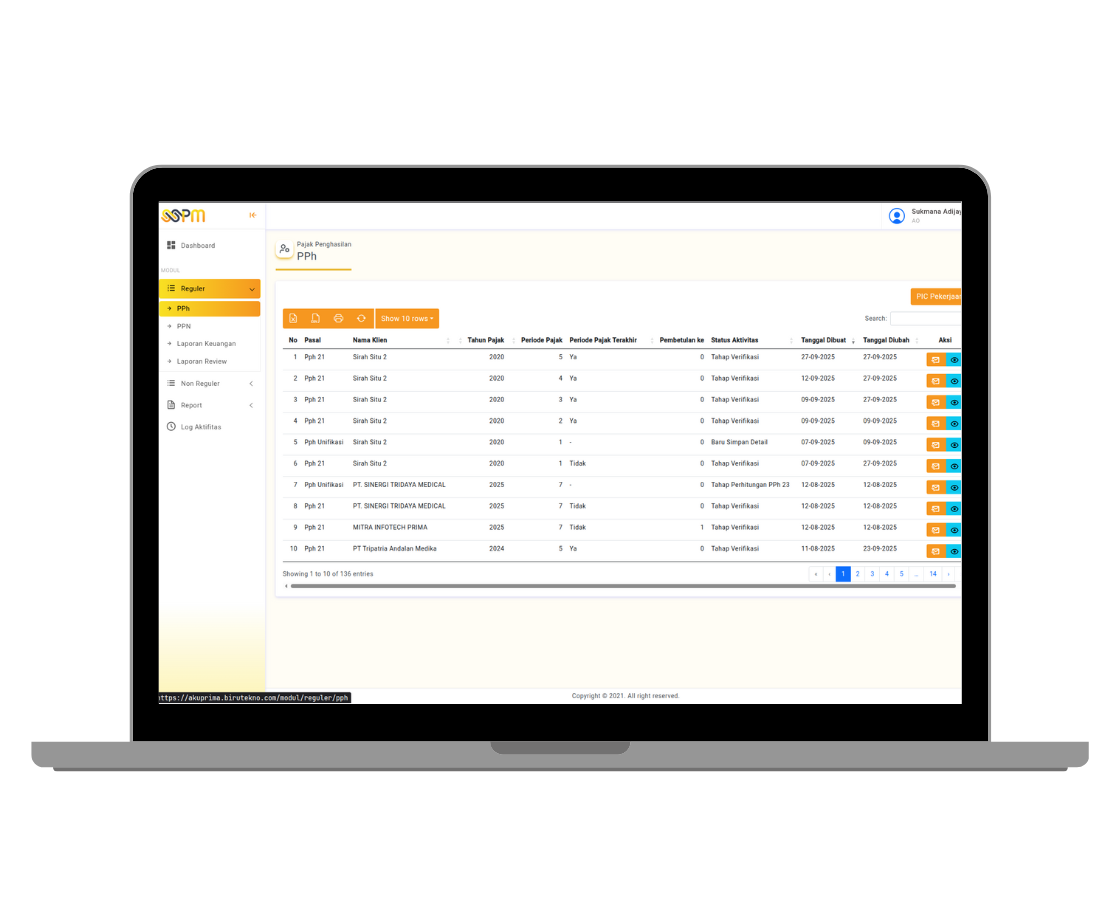 SSPM
Sukmana Adijay
AD
Dashboard
MODUL
Reguler
PPh
PPN
Laporan Keuangan
Laporan Review
Non Reguler
Report
Log Aktifitas
Pajak Penghasilan
PPh
PIC Pekerjaan
Show 10 rows
Search:
No Pasal Nama Klien Tahun Pajak Periode Pajak Periode Pajak Terakhir Pembetulan ke Status Aktivitas Tanggal Dibuat Tanggal Diubah Aksi
1 Pph 21 Sirah Situ 2 2020 5 Ya 0 Tahap Verifikasi 27-09-2025 27-09-2025
2 Pph 21 Sirah Situ 2 2020 4 Ya 0 Tahap Verifikasi 12-09-2025 27-09-2025
3 Pph 21 Sirah Situ 2 2020 3 Ya 0 Tahap Verifikasi 09-09-2025 27-09-2025
4 Pph 21 Sirah Situ 2 2020 2 Ya 0 Tahap Verifikasi 09-09-2025 09-09-2025
5 Pph Unifikasi Sirah Situ 2 2020 1 - 0 Baru Simpan Detail 07-09-2025 09-09-2025
6 Pph 21 Sirah Situ 2 2020 1 Tidak 0 Tahap Verifikasi 07-09-2025 27-09-2025
7 Pph Unifikasi PT. SINERGI TRIDAYA MEDICAL 2025 7 - 0 Tahap Perhitungan PPh 23 12-08-2025 12-08-2025
8 Pph 21 PT. SINERGI TRIDAYA MEDICAL 2025 7 Tidak 0 Tahap Verifikasi 12-08-2025 12-08-2025
9 Pph 21 MITRA INFOTECH PRIMA 2025 7 Tidak 1 Tahap Verifikasi 12-08-2025 12-08-2025
10 Pph 21 PT Tripatria Andalan Medika 2024 5 Ya 0 Tahap Verifikasi 11-08-2025 23-09-2025
Showing 1 to 10 of 136 entries
« ‹ 1 2 3 4 5 ... 14 ›
https://akuprima.birutekno.com/modul/reguler/pph
Copyright © 2021. All right reserved.